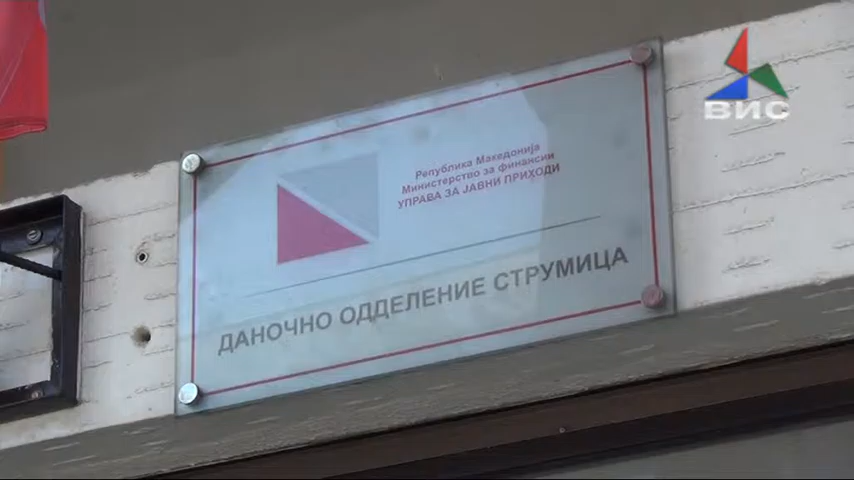 ВИС
Република Македонија
Министерство за финансии
УПРАВА ЗА ЈАВНИ ПРИХОДИ
ДАНОЧНО ОДДЕЛЕНИЕ СТРУМИЦА